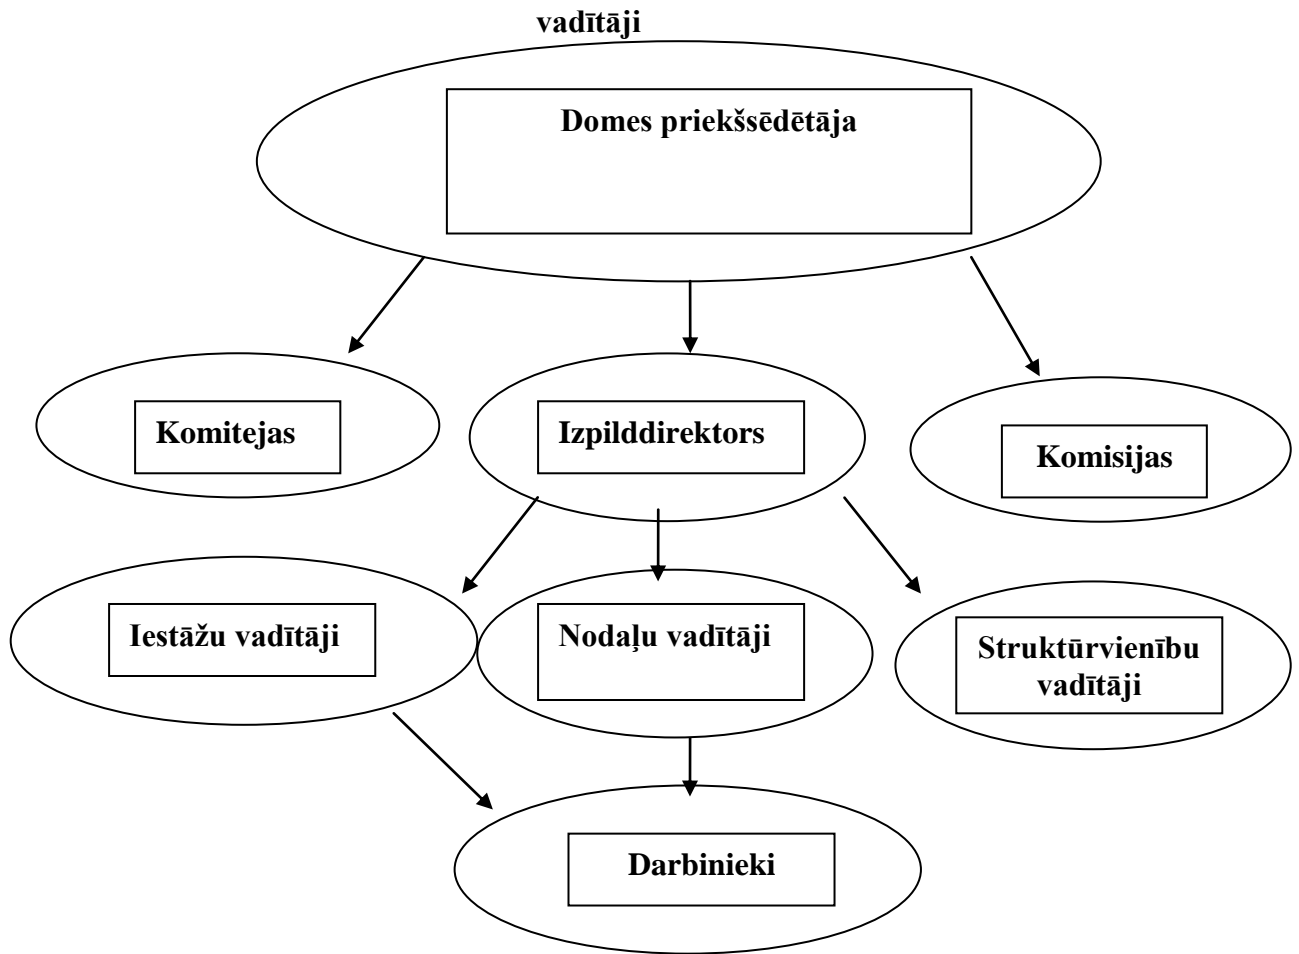 vadītāji
Domes priekšsēdētāja
Komitejas
Izpilddirektors
Komisijas
Iestāžu vadītāji
Nodaļu vadītāji
Struktūrvienību
vadītāji
Darbinieki